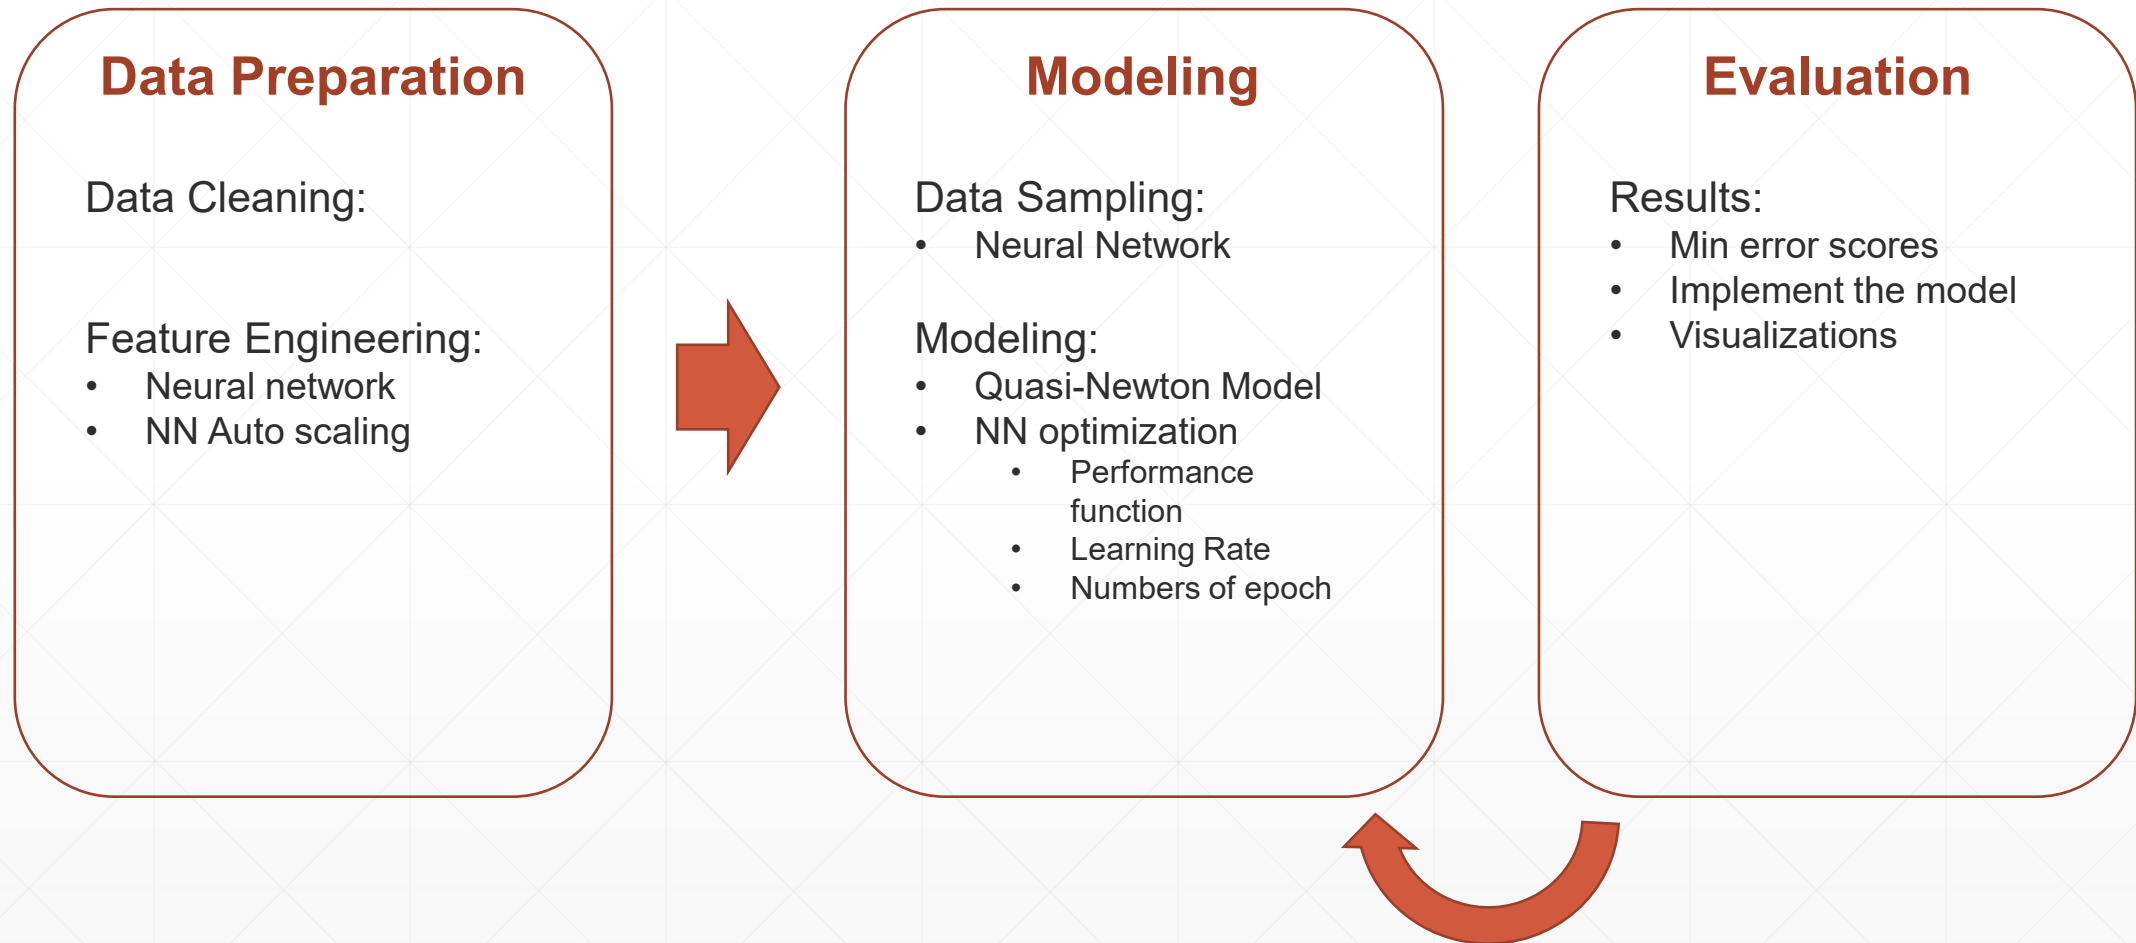 Data Preparation
Data Cleaning:
Feature Engineering:
• Neural network
• NN Auto scaling
Modeling
Data Sampling:
• Neural Network
Modeling:
• Quasi-Newton Model
• NN optimization
• Performance
function
• Learning Rate
• Numbers of epoch
Evaluation
Results:
• Min error scores
• Implement the model
• Visualizations